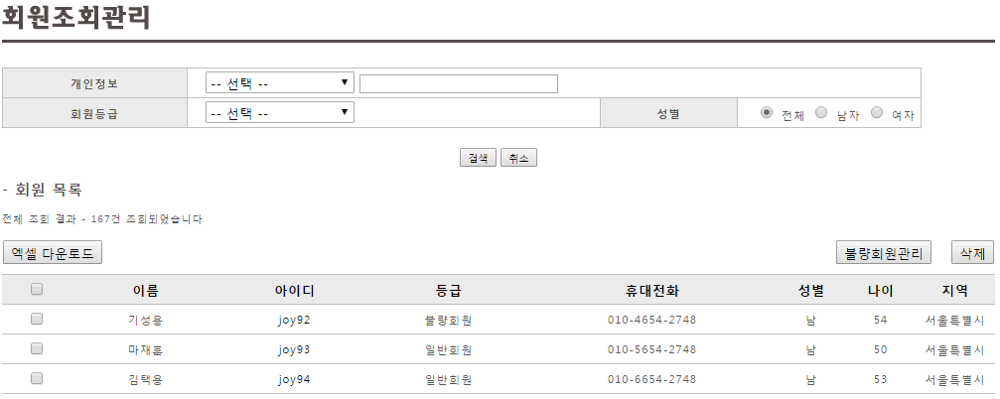 회원조회관리
개인정보 -- 선택 --
회원등급 -- 선택 -- 성별 전체 남자 여자
검색 취소
- 회원 목록
전체 조회 결과 - 167건 조회되었습니다
엑셀 다운로드 불량회원관리 삭제
이름 아이디 등급 휴대전화 성별 나이 지역
기성용 joy92 불량회원 010-4654-2748 남 54 서울특별시
마재훈 joy93 일반회원 010-5654-2748 남 50 서울특별시
김택용 joy94 일반회원 010-6654-2748 남 53 서울특별시